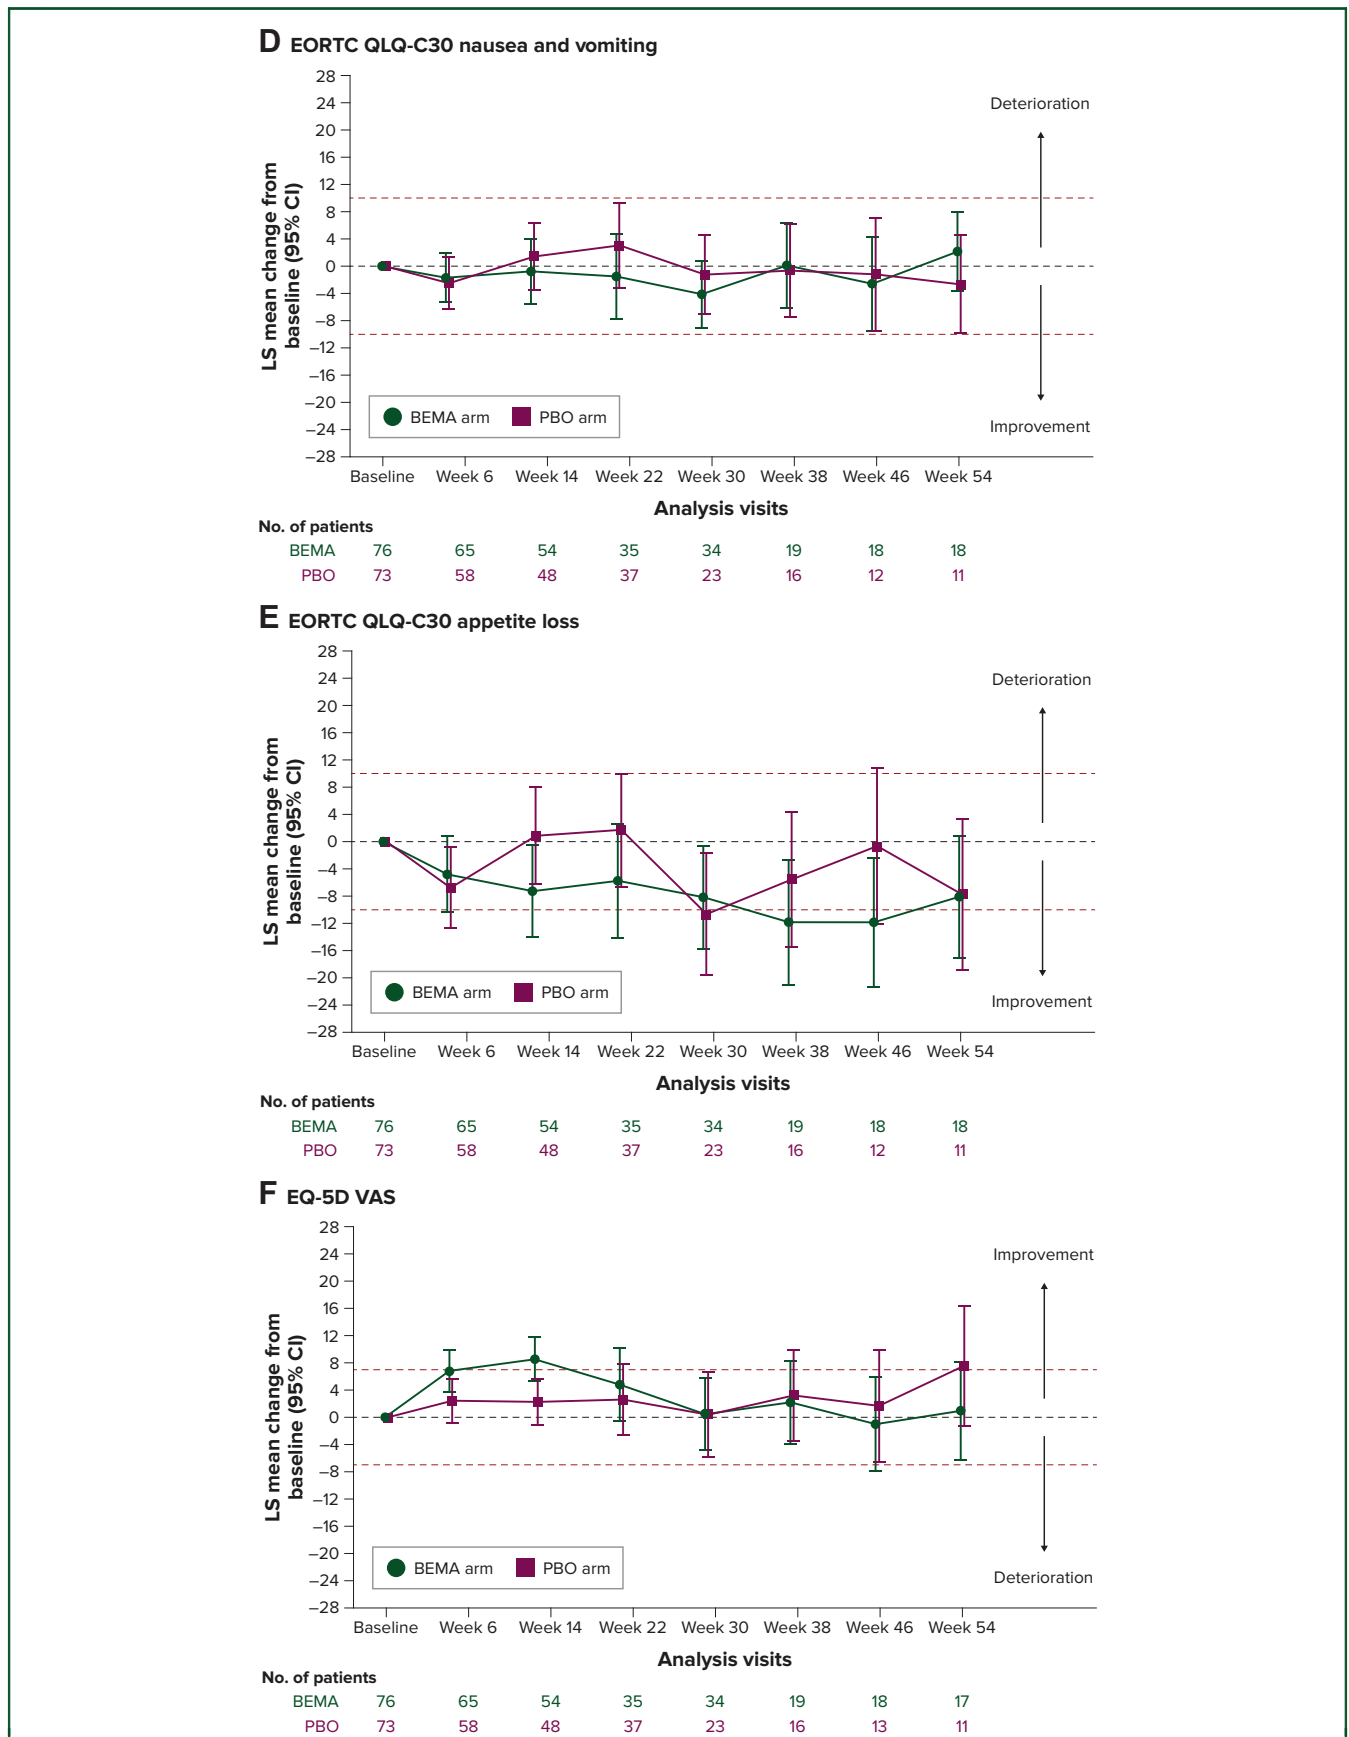 D EORTC QLQ-C30 nausea and vomiting
28
24
20
16
12
8
4
0
–4
–8
–12
–16
–20
–24
–28
LS mean change from
baseline (95% CI)
Deterioration
Improvement
BEMA arm PBO arm
Baseline Week 6 Week 14 Week 22 Week 30 Week 38 Week 46 Week 54
Analysis visits
No. of patients
BEMA 76 65 54 35 34 19 18 18
PBO 73 58 48 37 23 16 12 11
E EORTC QLQ-C30 appetite loss
28
24
20
16
12
8
4
0
–4
–8
–12
–16
–20
–24
–28
LS mean change from
baseline (95% CI)
Deterioration
Improvement
BEMA arm PBO arm
Baseline Week 6 Week 14 Week 22 Week 30 Week 38 Week 46 Week 54
Analysis visits
No. of patients
BEMA 76 65 54 35 34 19 18 18
PBO 73 58 48 37 23 16 12 11
F EQ-5D VAS
28
24
20
16
12
8
4
0
–4
–8
–12
–16
–20
–24
–28
LS mean change from
baseline (95% CI)
Improvement
Deterioration
BEMA arm PBO arm
Baseline Week 6 Week 14 Week 22 Week 30 Week 38 Week 46 Week 54
Analysis visits
No. of patients
BEMA 76 65 54 35 34 19 18 17
PBO 73 58 48 37 23 16 13 11